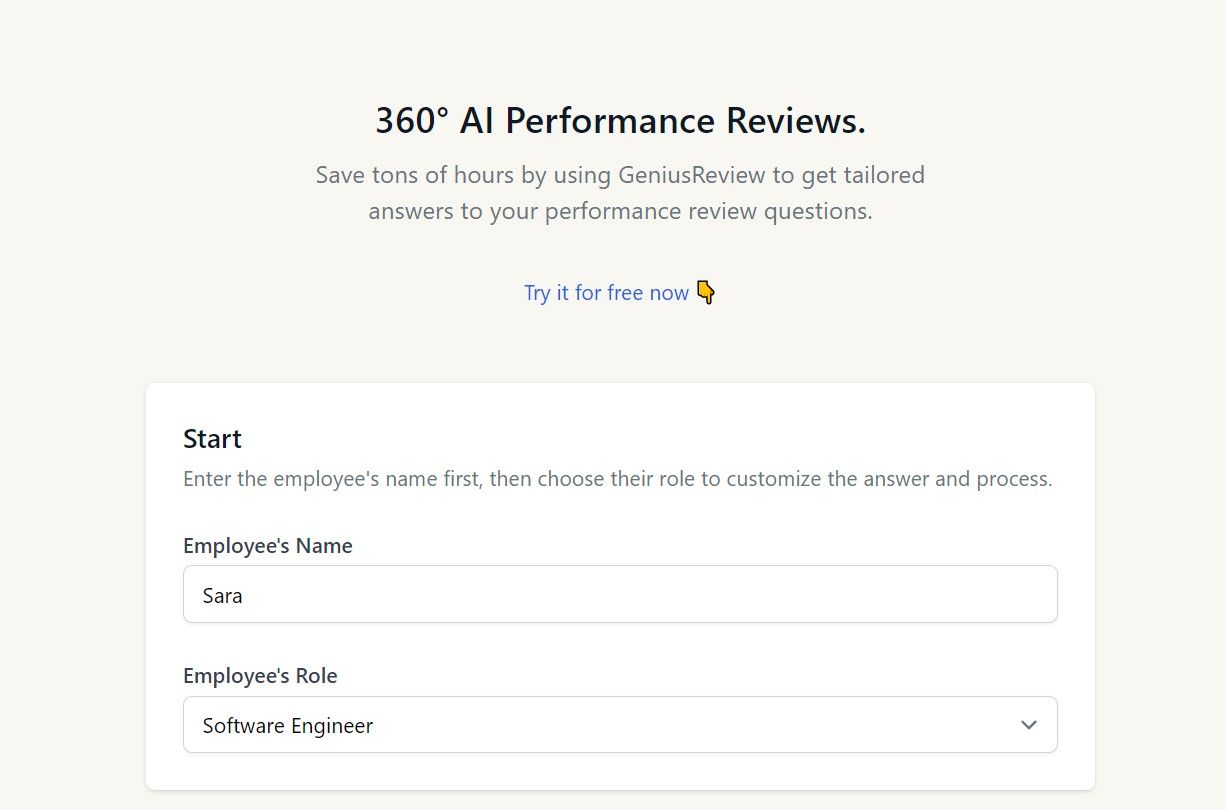 360° AI Performance Reviews.
Save tons of hours by using GeniusReview to get tailored
answers to your performance review questions.
Try it for free now 👇
Start
Enter the employee's name first, then choose their role to customize the answer and process.
Employee's Name
Sara
Employee's Role
Software Engineer